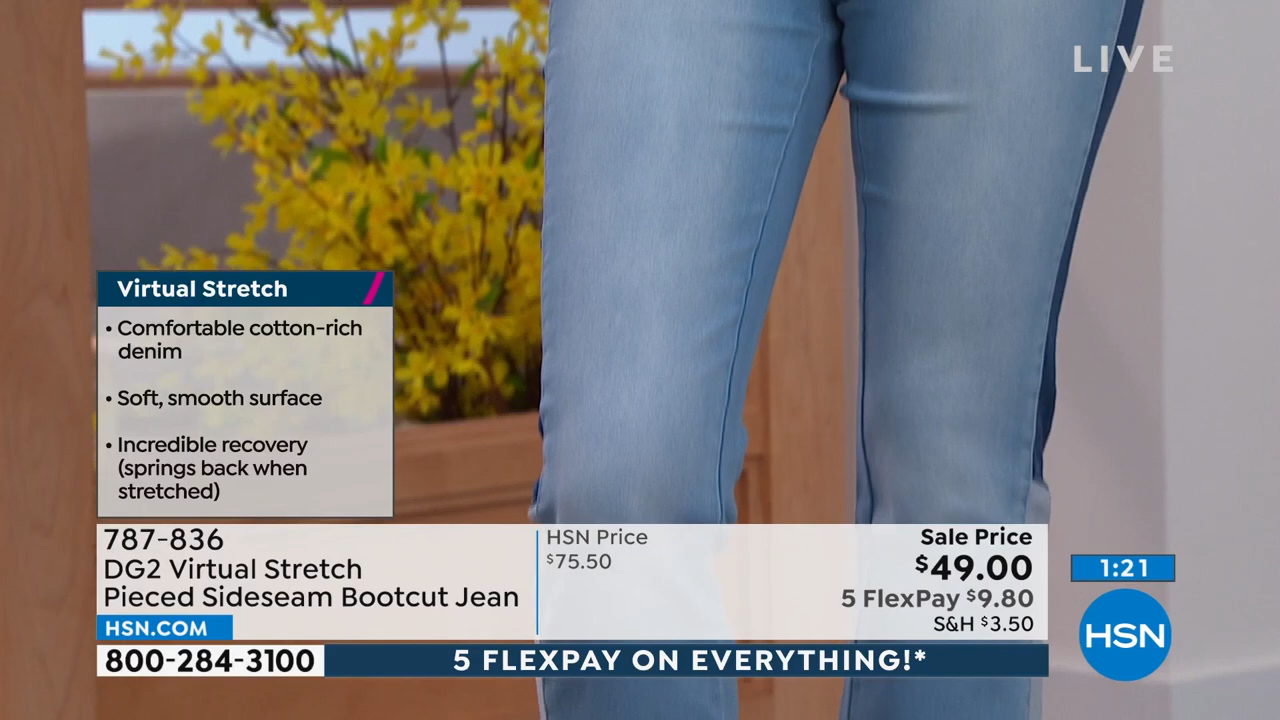 LIVE
Virtual Stretch
• Comfortable cotton-rich
denim
• Soft, smooth surface
• Incredible recovery
(springs back when
stretched)
787-836
DG2 Virtual Stretch
Pieced Sideseam Bootcut Jean
HSN.COM
HSN Price
$75.50
Sale Price
$49.00
5 FlexPay $9.80
S&H $3.50
1:21
HSN
800-284-3100
5 FLEXPAY ON EVERYTHING!*